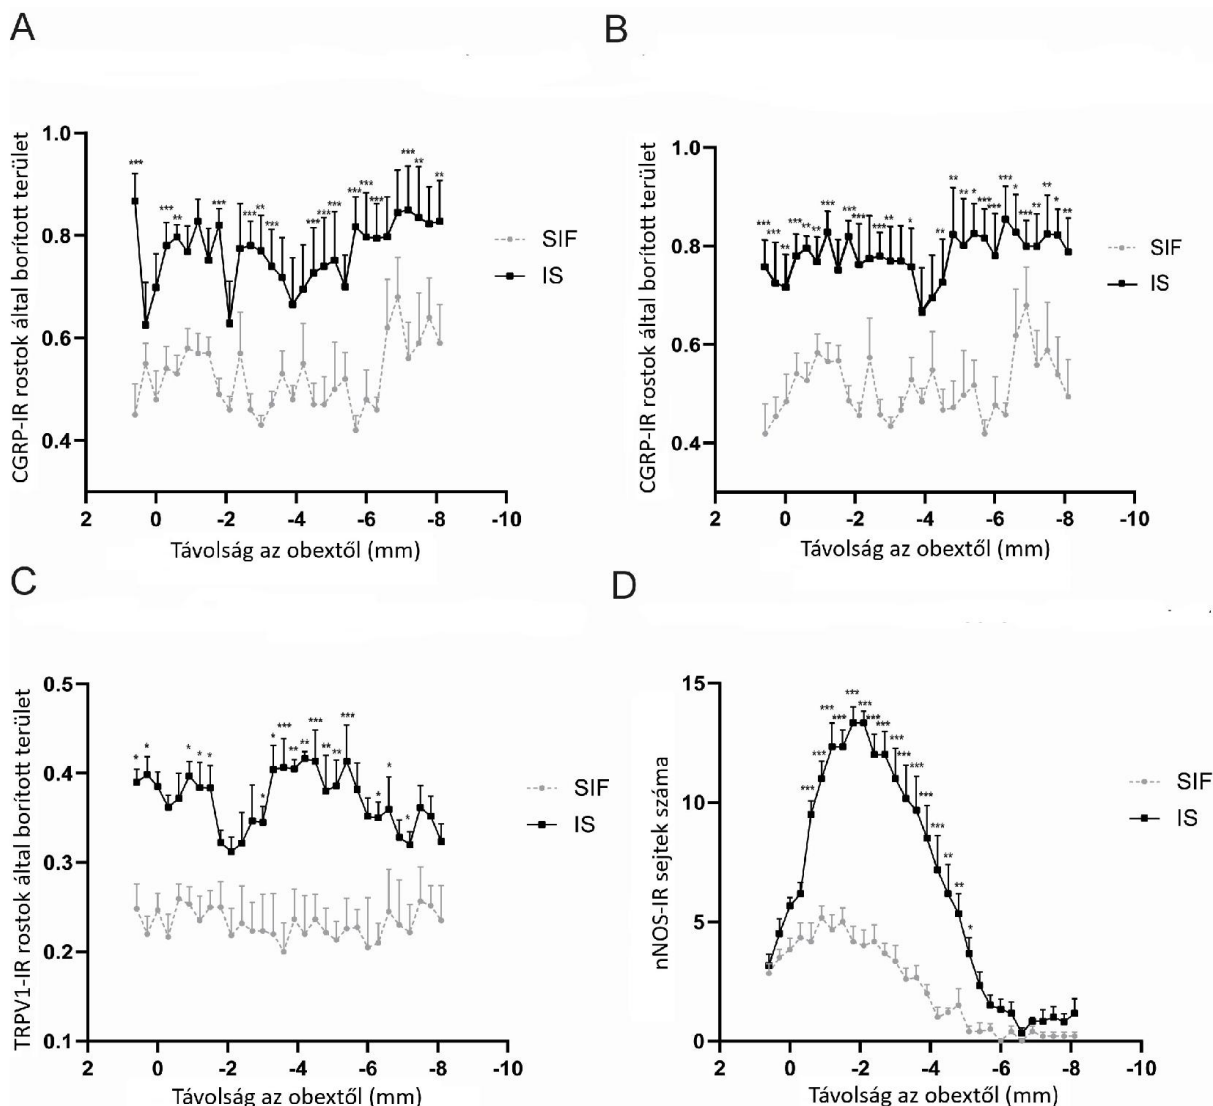 A
CGRP-IR rostok által borított terület
1.0
0.8
0.6
0.4
2 0 -2 -4 -6 -8 -10
Távolság az obextől (mm)
SIF
IS
*** *** ** *** ** *** *** *** *** *** *** *** *** ** **
B
CGRP-IR rostok által borított terület
1.0
0.8
0.6
0.4
2 0 -2 -4 -6 -8 -10
Távolság az obextől (mm)
SIF
IS
C
TRPV1-IR rostok által borított terület
0.5
0.4
0.3
0.2
0.1
2 0 -2 -4 -6 -8 -10
Távolság az obextől (mm)
SIF
IS
D
nNOS-IR sejtek száma
15
10
5
0
2 0 -2 -4 -6 -8 -10
Távolság az obextől (mm)
SIF
IS